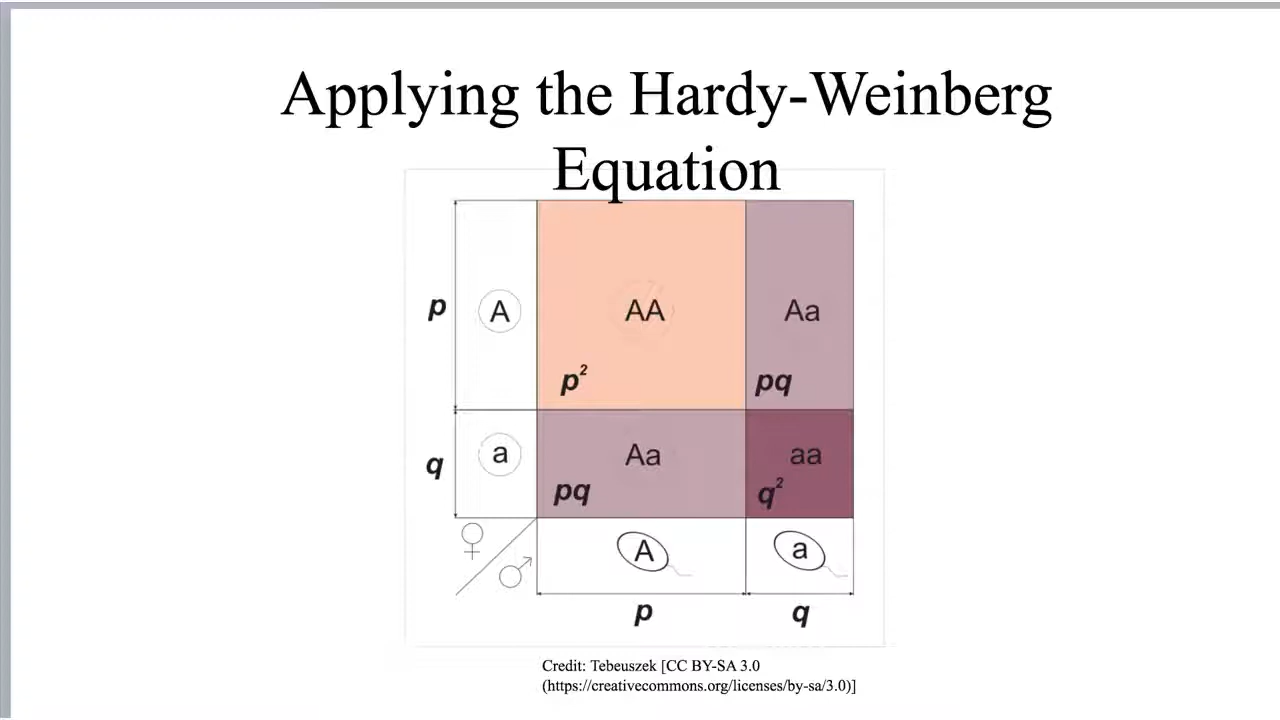 Applying the Hardy-Weinberg
Equation
p A AA Aa
p² pq
q a Aa aa
pq q²
A a
p q
Credit: Tebeuszek [CC BY-SA 3.0
(https://creativecommons.org/licenses/by-sa/3.0)]